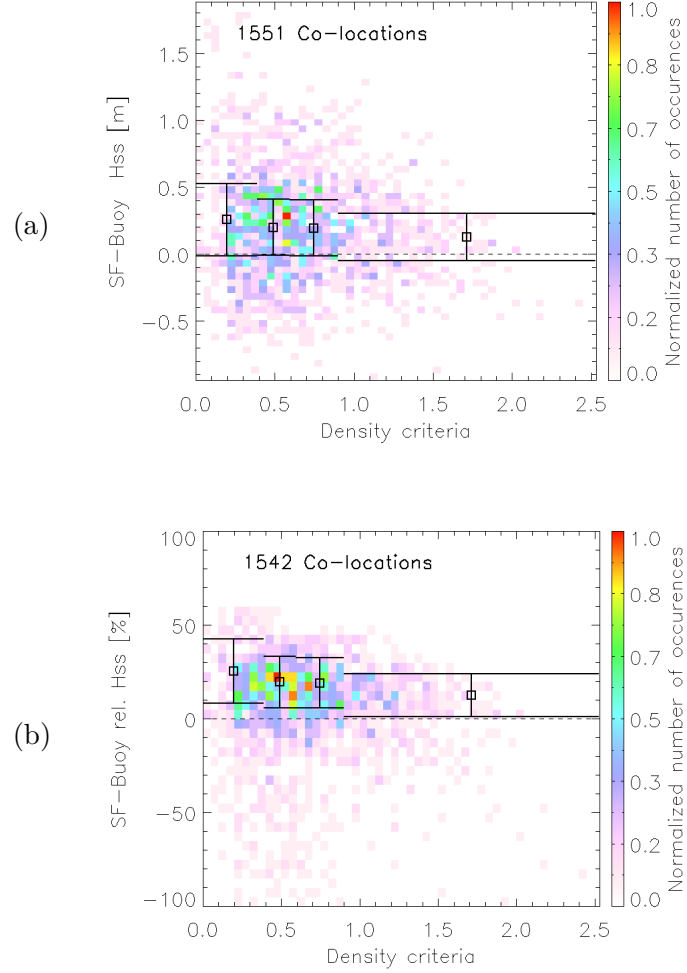 (a)
1551 Co-locations
SF-Buoy Hss [m]
1.5
1.0
0.5
0.0
-0.5
0.0 0.5 1.0 1.5 2.0 2.5
Density criteria
1.0
0.8
0.7
0.5
0.3
0.2
0.0
Normalized number of occurences
(b)
1542 Co-locations
SF-Buoy rel. Hss [%]
100
50
0
-50
-100
0.0 0.5 1.0 1.5 2.0 2.5
Density criteria
1.0
0.8
0.7
0.5
0.3
0.2
0.0
Normalized number of occurences